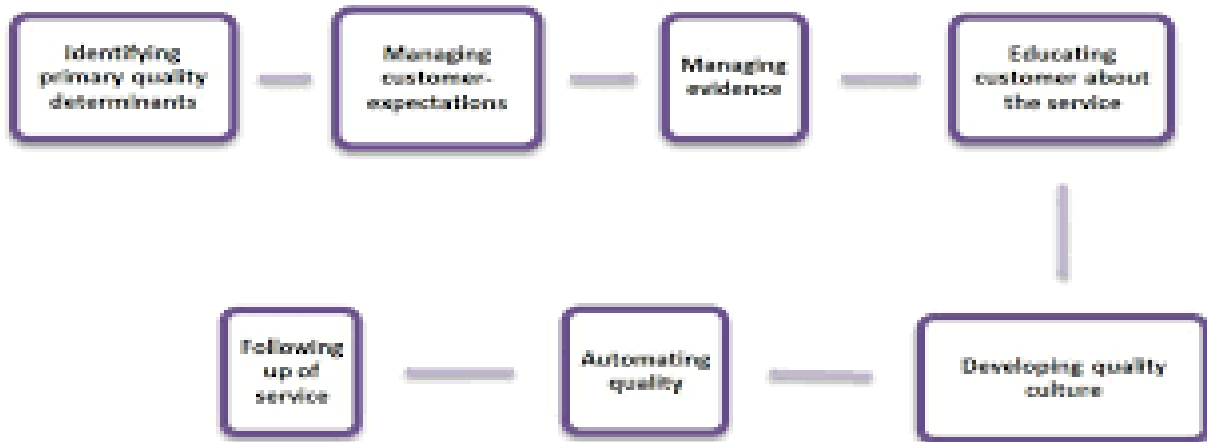 Identifying
primary quality
determinants
Managing
customer-
expectations
Managing
evidence
Educating
customer about
the service
Developing quality
culture
Automating
quality
Following
up of
service